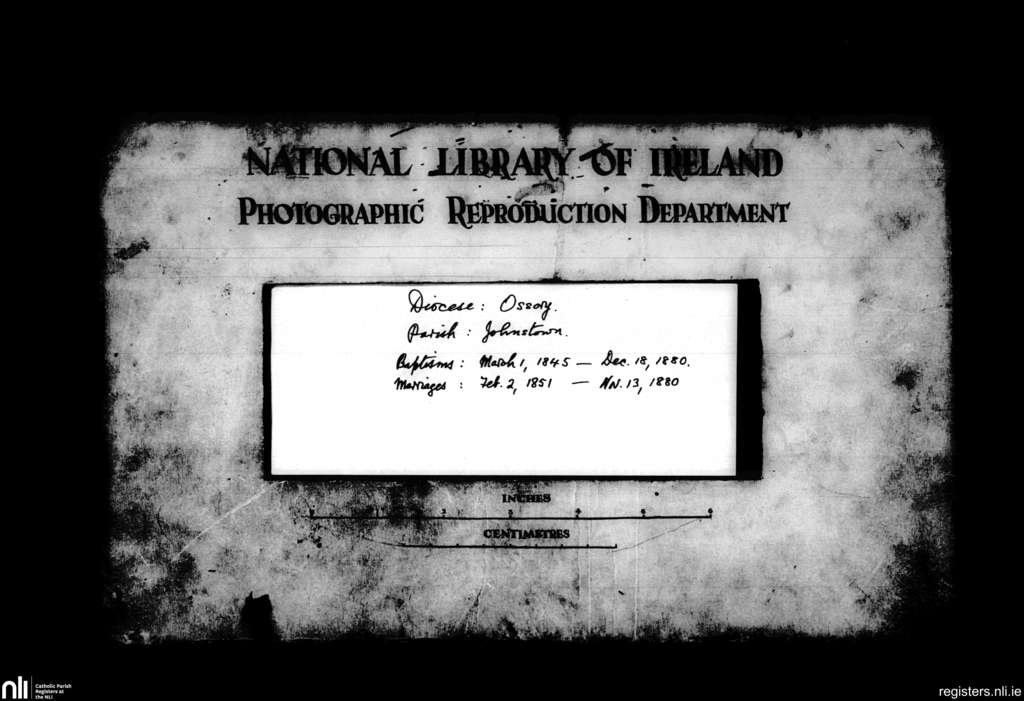 NATIONAL LIBRARY OF IRELAND
PHOTOGRAPHIC REPRODUCTION DEPARTMENT
Diocese : Ossory.
Parish : Johnstown.
Baptisms : March 1, 1845 — Dec. 18, 1880.
Marriages : Feb. 2, 1851 — Nov. 13, 1880
INCHES
CENTIMETRES
nli Catholic Parish
Registers at
the NLI
registers.nli.ie